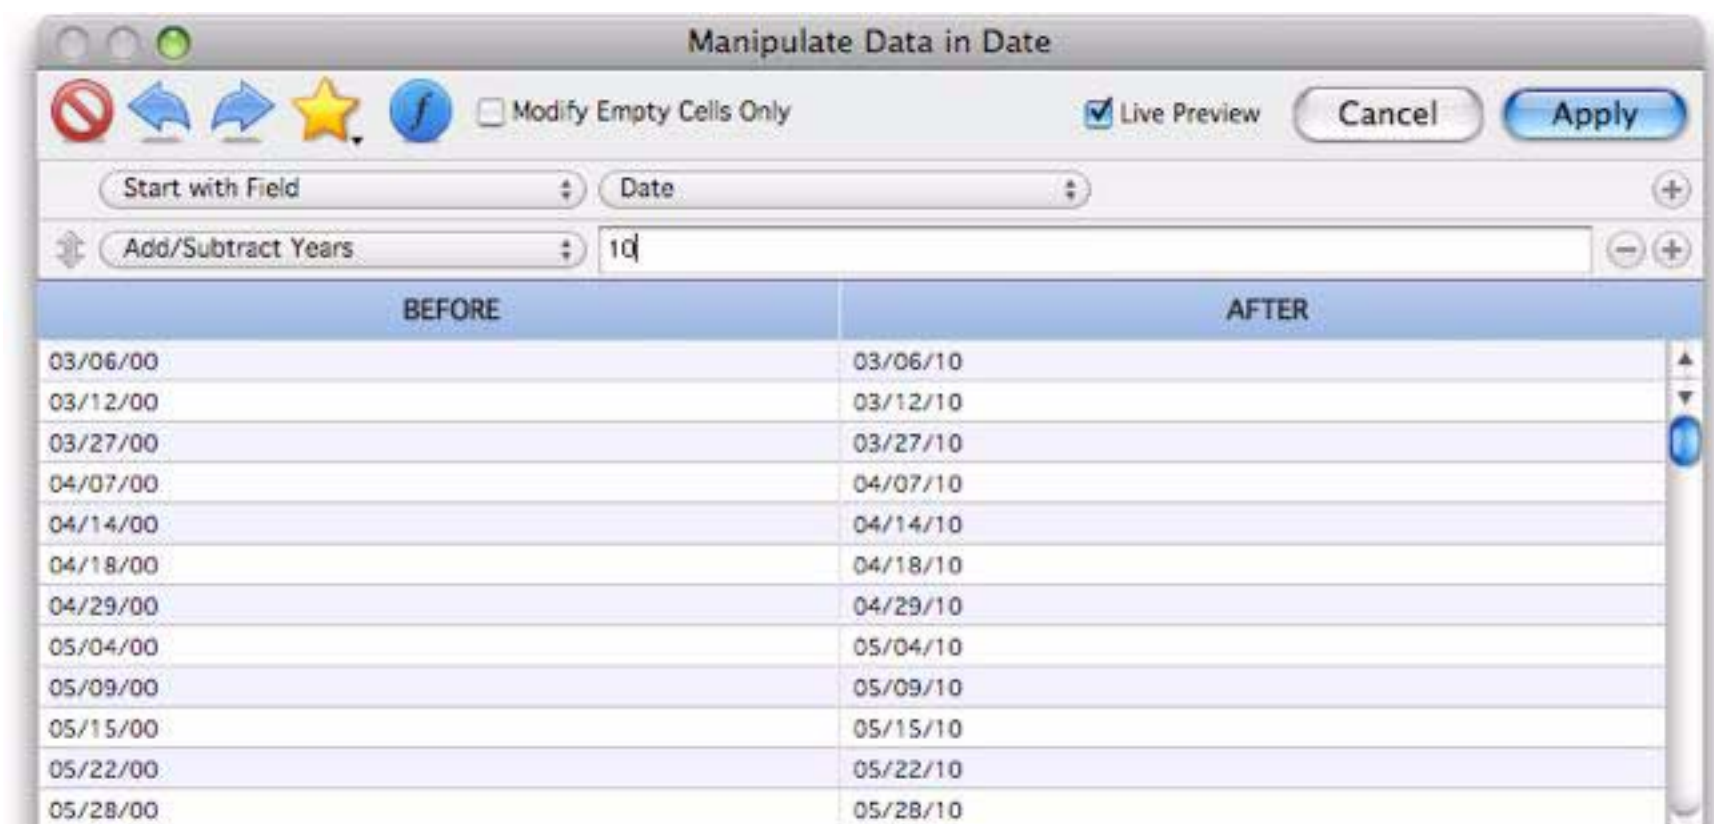 Manipulate Data in Date
f Modify Empty Cells Only Live Preview Cancel Apply
Start with Field Date
Add/Subtract Years 10
BEFORE AFTER
03/06/00 03/06/10
03/12/00 03/12/10
03/27/00 03/27/10
04/07/00 04/07/10
04/14/00 04/14/10
04/18/00 04/18/10
04/29/00 04/29/10
05/04/00 05/04/10
05/09/00 05/09/10
05/15/00 05/15/10
05/22/00 05/22/10
05/28/00 05/28/10